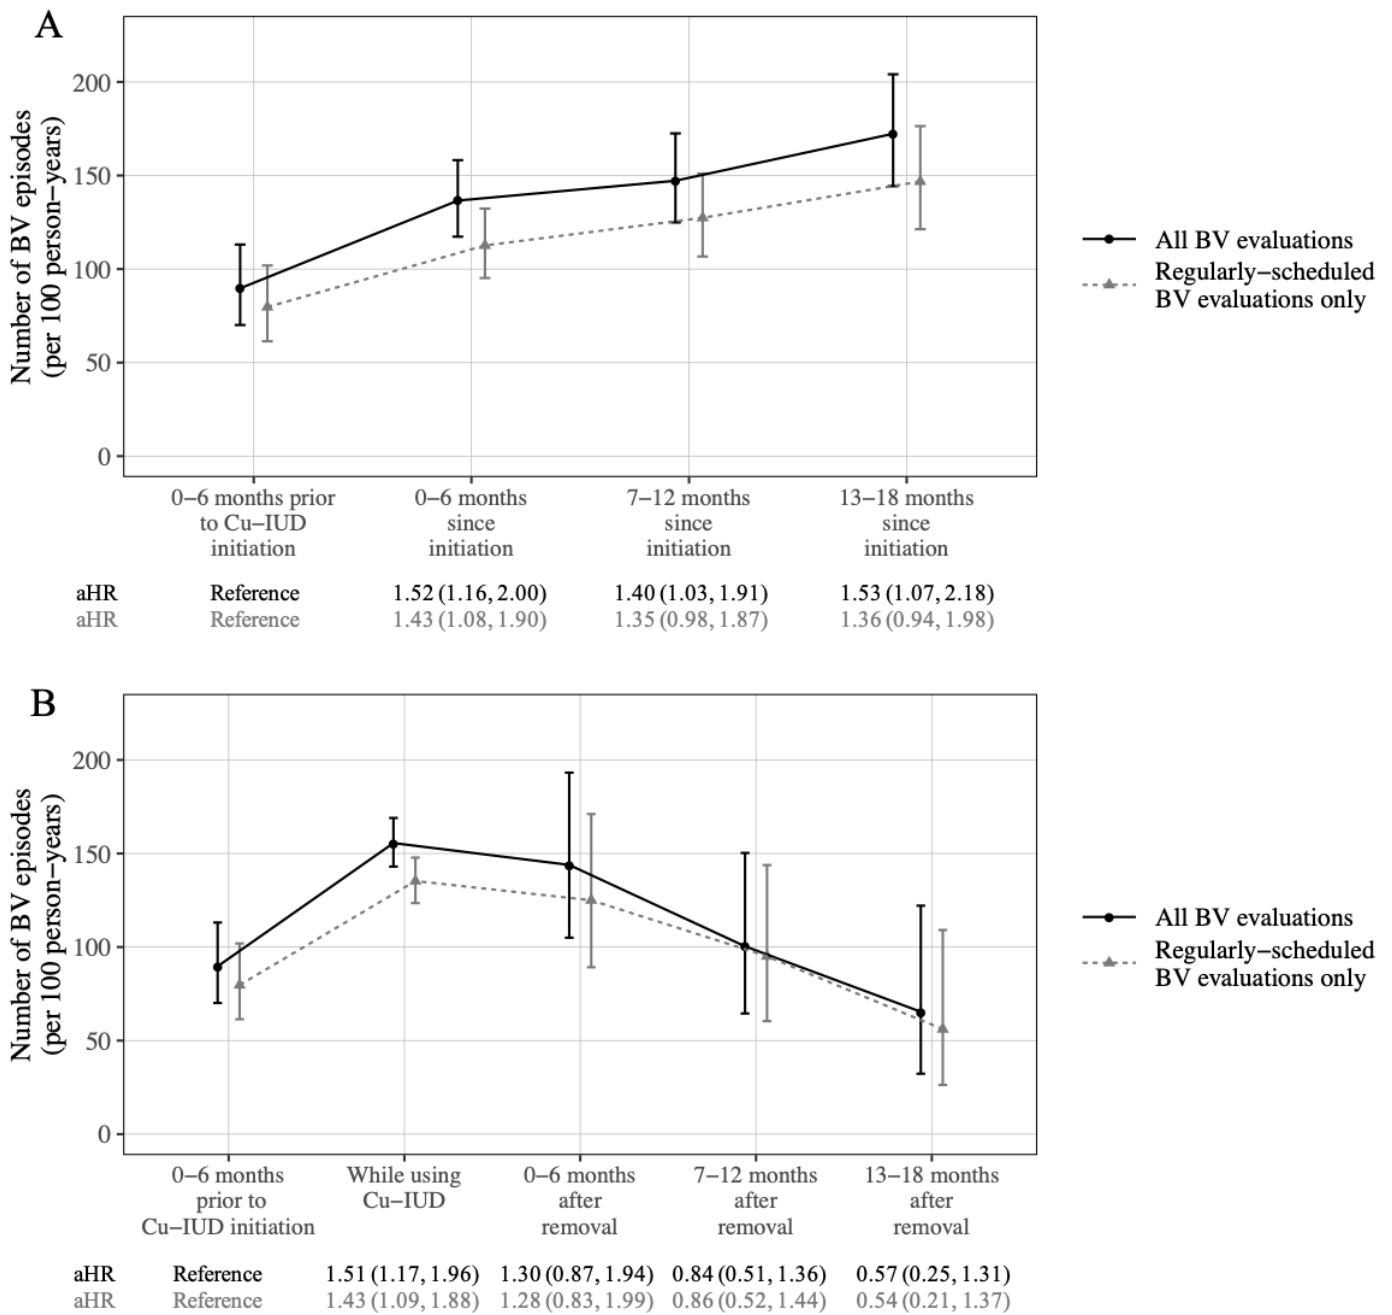 A
Number of BV episodes
(per 100 person−years)
200
150
100
50
0
0−6 months prior
to Cu−IUD
initiation
0−6 months
since
initiation
7−12 months
since
initiation
13−18 months
since
initiation
All BV evaluations
Regularly−scheduled
BV evaluations only
aHR Reference 1.52 (1.16, 2.00) 1.40 (1.03, 1.91) 1.53 (1.07, 2.18)
aHR Reference 1.43 (1.08, 1.90) 1.35 (0.98, 1.87) 1.36 (0.94, 1.98)
B
Number of BV episodes
(per 100 person−years)
200
150
100
50
0
0−6 months
prior to
Cu−IUD initiation
While using
Cu−IUD
0−6 months
after
removal
7−12 months
after
removal
13−18 months
after
removal
All BV evaluations
Regularly−scheduled
BV evaluations only
aHR Reference 1.51 (1.17, 1.96) 1.30 (0.87, 1.94) 0.84 (0.51, 1.36) 0.57 (0.25, 1.31)
aHR Reference 1.43 (1.09, 1.88) 1.28 (0.83, 1.99) 0.86 (0.52, 1.44) 0.54 (0.21, 1.37)